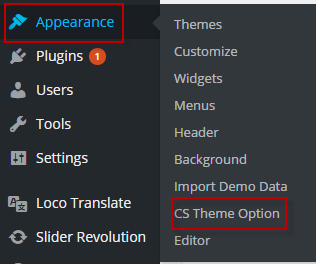 Appearance
Plugins 1
Users
Tools
Settings
Loco Translate
Slider Revolution
Themes
Customize
Widgets
Menus
Header
Background
Import Demo Data
CS Theme Option
Editor